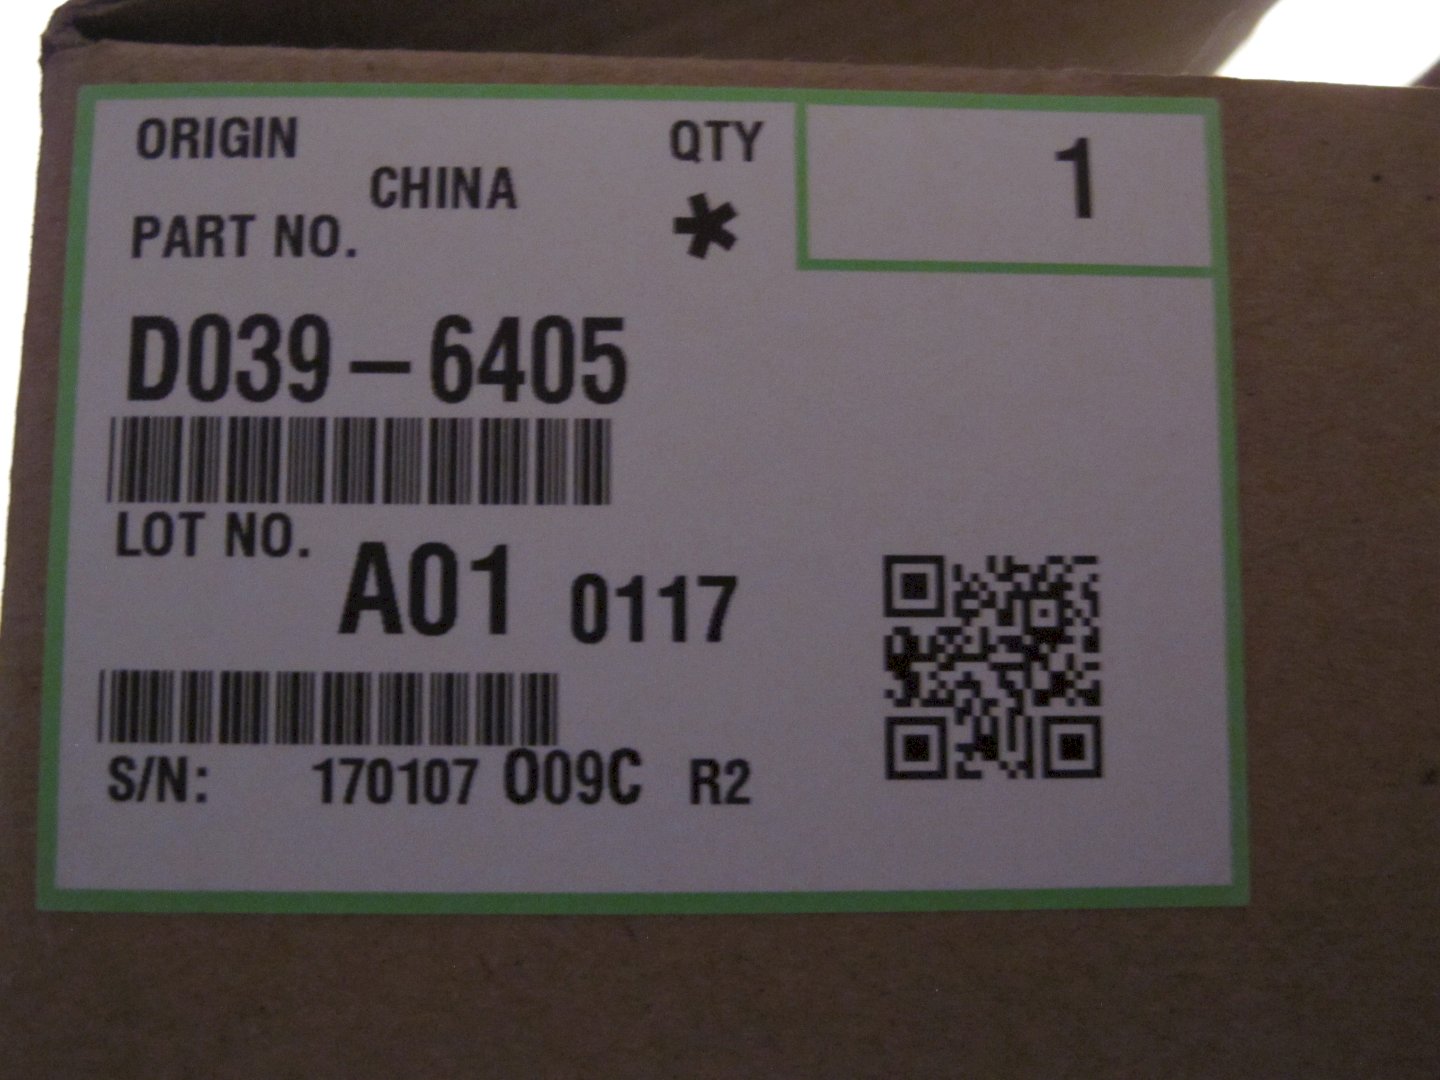 ORIGIN
CHINA
QTY
* 1
PART NO.
D039-6405
LOT NO.
A01 0117
S/N: 170107 009C R2